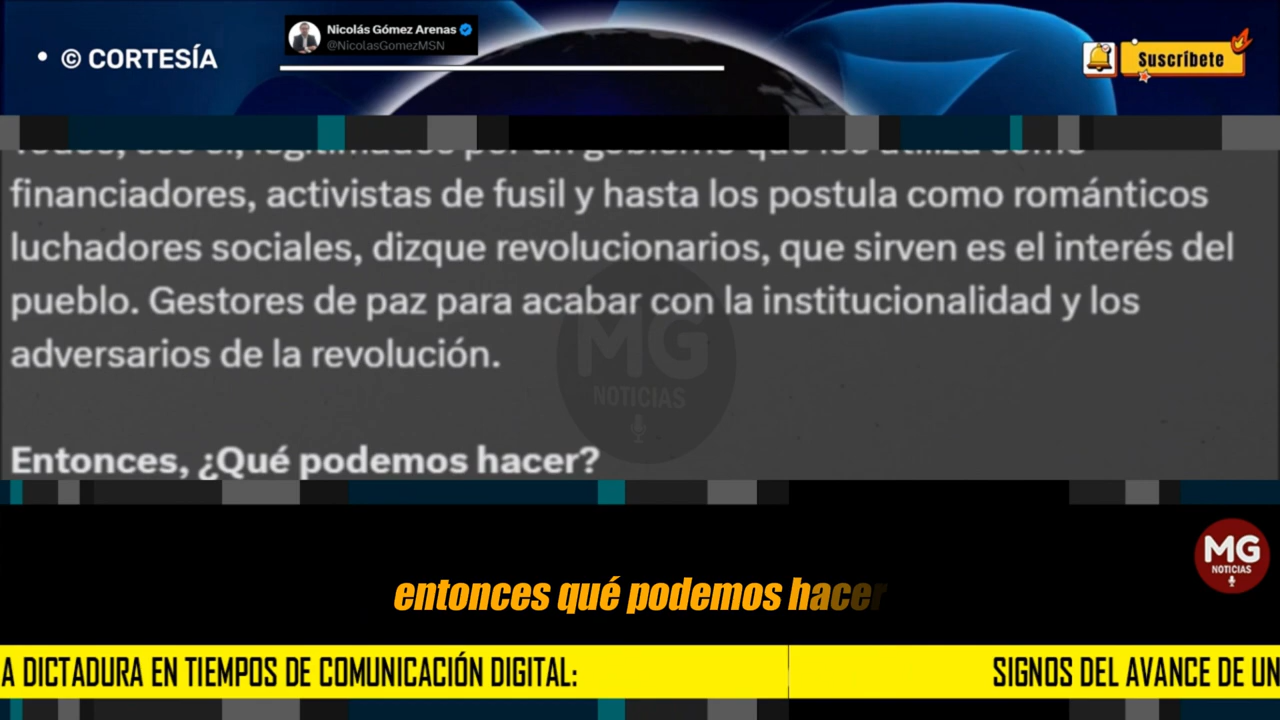 • © CORTESÍA
Nicolás Gómez Arenas
@NicolasGomezMSN
Suscríbete
financiadores, activistas de fusil y hasta los postula como románticos
luchadores sociales, dizque revolucionarios, que sirven es el interés del
pueblo. Gestores de paz para acabar con la institucionalidad y los
adversarios de la revolución.
Entonces, ¿Qué podemos hacer?
MG
NOTICIAS
MG
NOTICIAS
entonces qué podemos hacer
A DICTADURA EN TIEMPOS DE COMUNICACIÓN DIGITAL:
SIGNOS DEL AVANCE DE UN